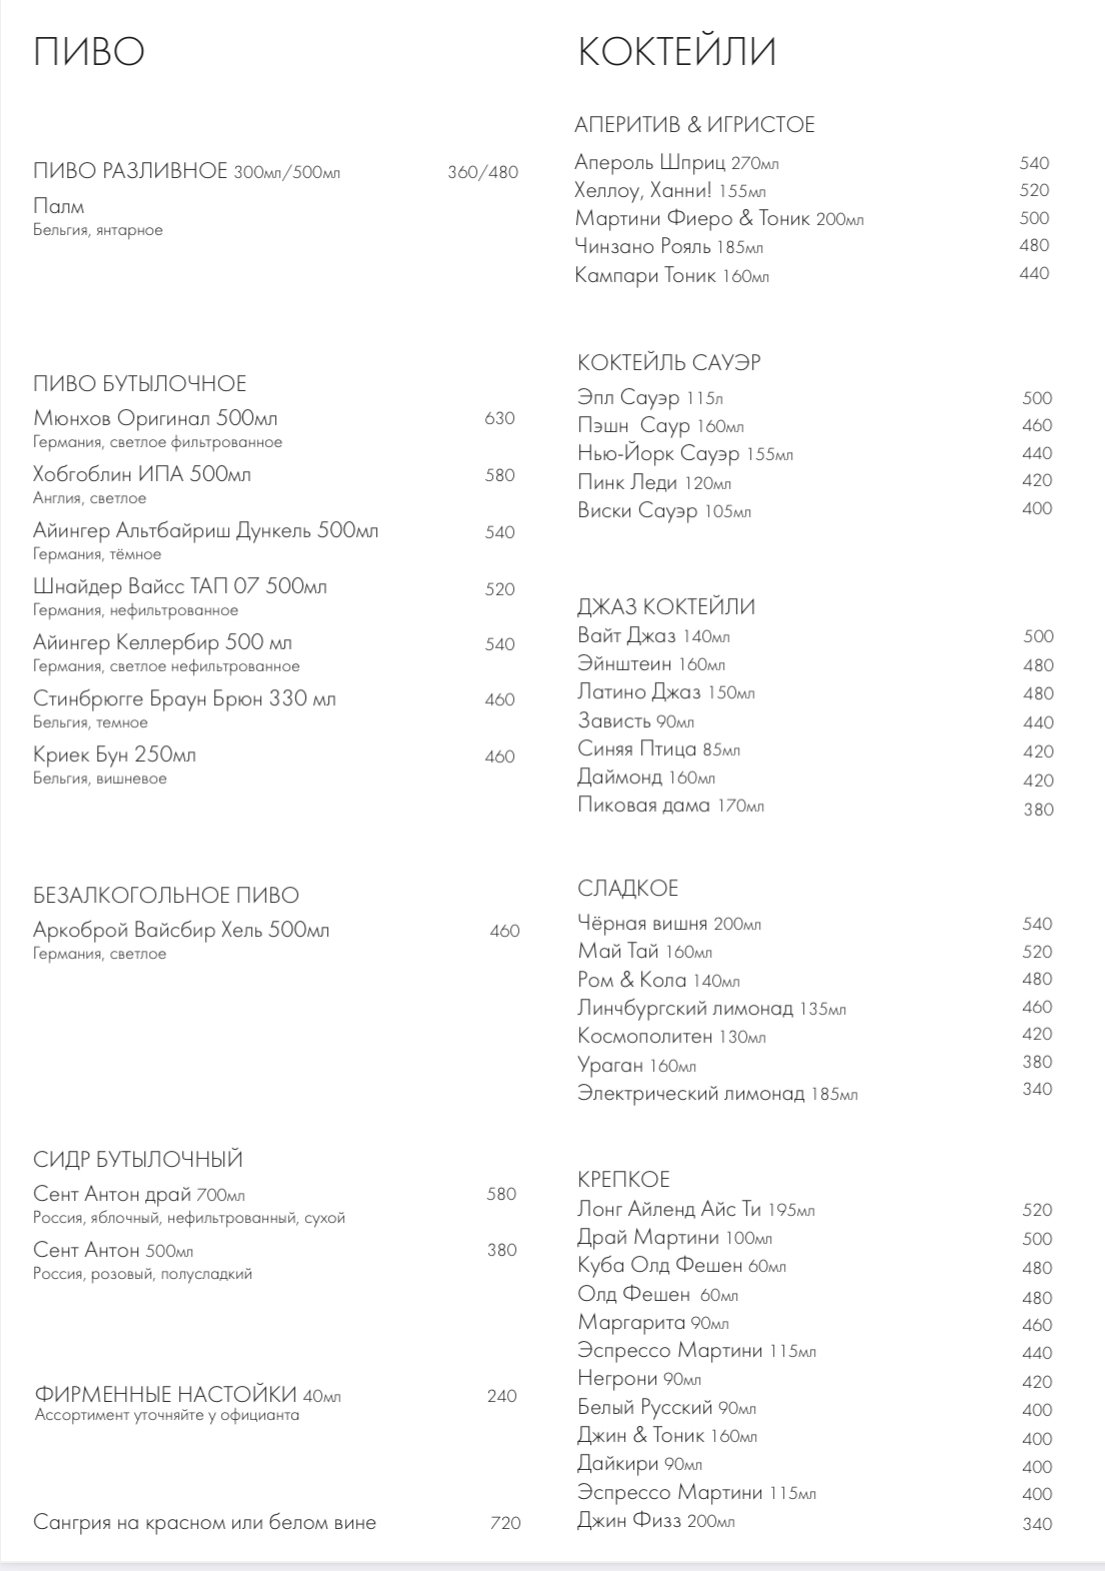 ПИВО
ПИВО РАЗЛИВНОЕ 300мл/500мл 360/480
Палм
Бельгия, янтарное
ПИВО БУТЫЛОЧНОЕ
Мюнхов Оригинал 500мл 630
Германия, светлое фильтрованное
Хобгоблин ИПА 500мл 580
Англия, светлое
Айингер Альтбайриш Дункель 500мл 540
Германия, тёмное
Шнайдер Вайсс ТАП 07 500мл 520
Германия, нефильтрованное
Айингер Келлербир 500 мл 540
Германия, светлое нефильтрованное
Стинбрюгге Браун Брюн 330 мл 460
Бельгия, темное
Криек Бун 250мл 460
Бельгия, вишневое
БЕЗАЛКОГОЛЬНОЕ ПИВО
Аркоброй Вайсбир Хель 500мл 460
Германия, светлое
СИДР БУТЫЛОЧНЫЙ
Сент Антон драй 700мл 580
Россия, яблочный, нефильтрованный, сухой
Сент Антон 500мл 380
Россия, розовый, полусладкий
ФИРМЕННЫЕ НАСТОЙКИ 40мл 240
Ассортимент уточняйте у официанта
Сангрия на красном или белом вине 720
КОКТЕЙЛИ
АПЕРИТИВ & ИГРИСТОЕ
Апероль Шприц 270мл 540
Хеллоу, Ханни! 155мл 520
Мартини Фиеро & Тоник 200мл 500
Чинзано Рояль 185мл 480
Кампари Тоник 160мл 440
КОКТЕЙЛЬ САУЭР
Эпл Сауэр 115л 500
Пэшн Саур 160мл 460
Нью-Йорк Сауэр 155мл 440
Пинк Леди 120мл 420
Виски Сауэр 105мл 400
ДЖАЗ КОКТЕЙЛИ
Вайт Джаз 140мл 500
Эйнштеин 160мл 480
Латино Джаз 150мл 480
Зависть 90мл 440
Синяя Птица 85мл 420
Даймонд 160мл 420
Пиковая дама 170мл 380
СЛАДКОЕ
Чёрная вишня 200мл 540
Май Тай 160мл 520
Ром & Кола 140мл 480
Линчбургский лимонад 135мл 460
Космополитен 130мл 420
Ураган 160мл 380
Электрический лимонад 185мл 340
КРЕПКОЕ
Лонг Айленд Айс Ти 195мл 520
Драй Мартини 100мл 500
Куба Олд Фешен 60мл 480
Олд Фешен 60мл 480
Маргарита 90мл 460
Эспрессо Мартини 115мл 440
Негрони 90мл 420
Белый Русский 90мл 400
Джин & Тоник 160мл 400
Дайкири 90мл 400
Эспрессо Мартини 115мл 400
Джин Физз 200мл 340